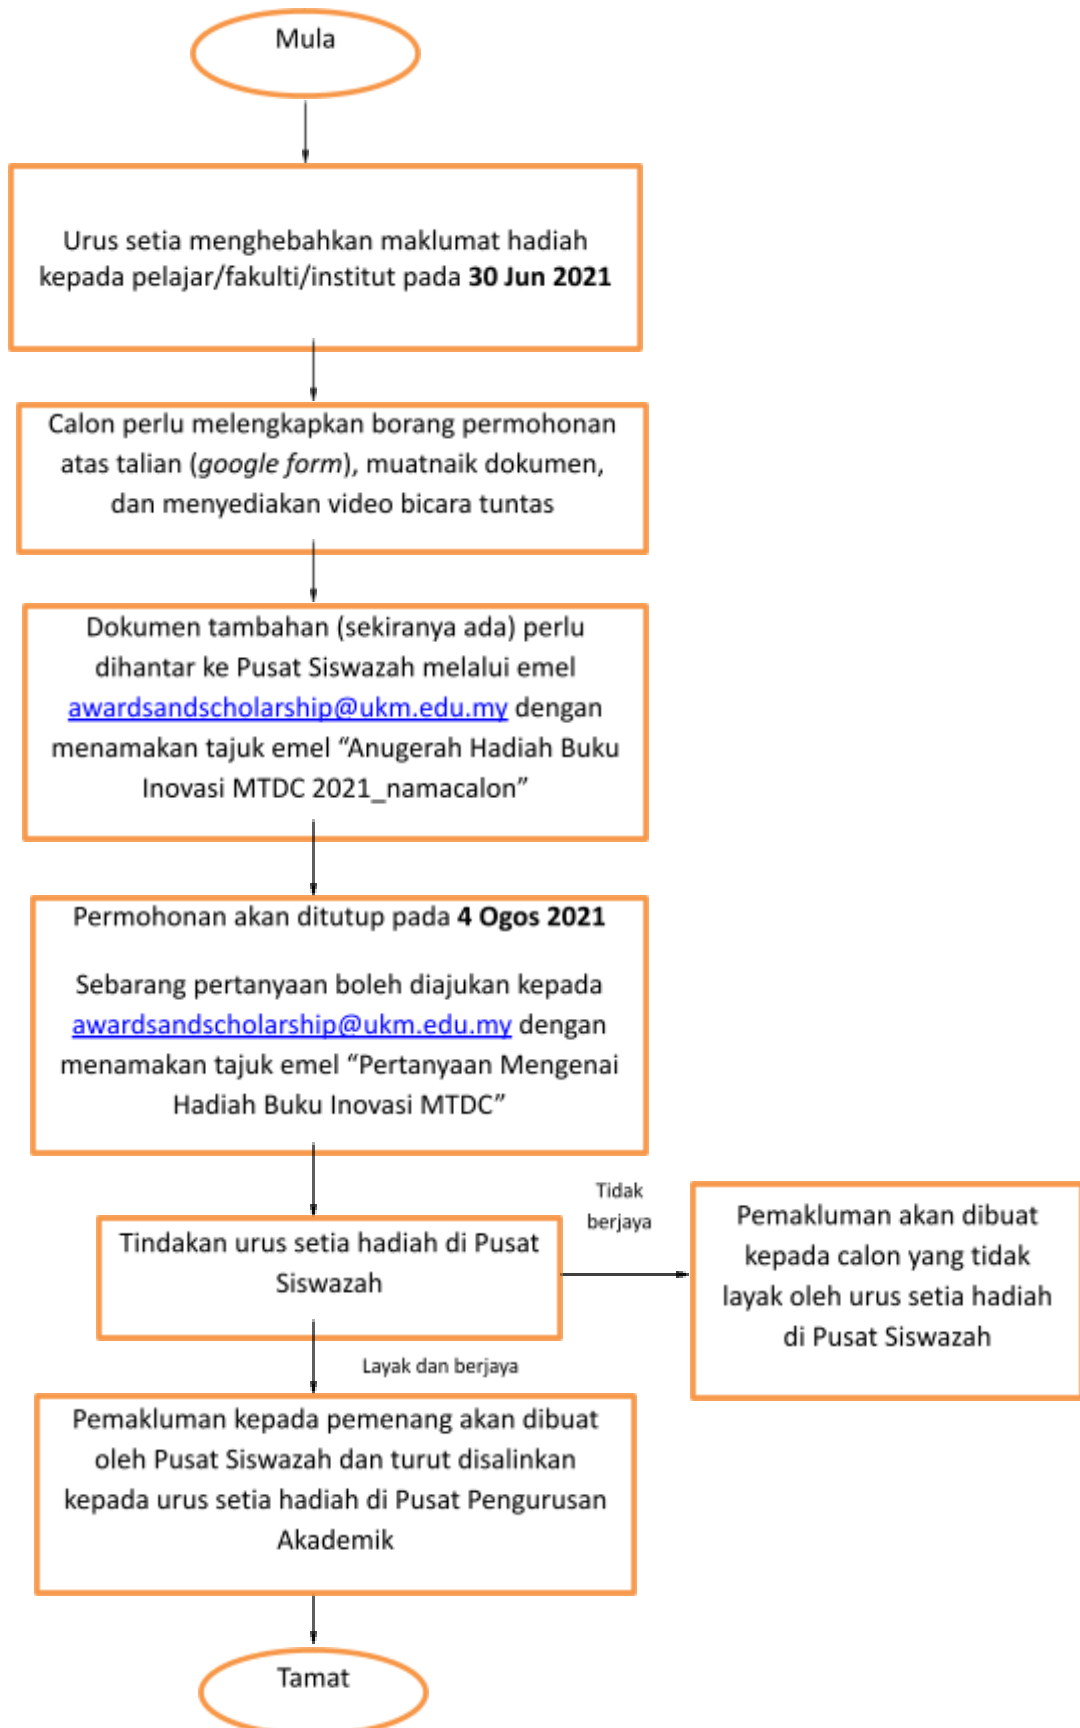 Mula
Urus setia menghebahkan maklumat hadiah
kepada pelajar/fakulti/institut pada 30 Jun 2021
Calon perlu melengkapkan borang permohonan
atas talian (google form), muatnaik dokumen,
dan menyediakan video bicara tuntas
Dokumen tambahan (sekiranya ada) perlu
dihantar ke Pusat Siswazah melalui emel
awardsandscholarship@ukm.edu.my dengan
menamakan tajuk emel “Anugerah Hadiah Buku
Inovasi MTDC 2021_namacalon”
Permohonan akan ditutup pada 4 Ogos 2021
Sebarang pertanyaan boleh diajukan kepada
awardsandscholarship@ukm.edu.my dengan
menamakan tajuk emel “Pertanyaan Mengenai
Hadiah Buku Inovasi MTDC”
Tindakan urus setia hadiah di Pusat
Siswazah
Tidak
berjaya
Pemakluman akan dibuat
kepada calon yang tidak
layak oleh urus setia hadiah
di Pusat Siswazah
Layak dan berjaya
Pemakluman kepada pemenang akan dibuat
oleh Pusat Siswazah dan turut disalinkan
kepada urus setia hadiah di Pusat Pengurusan
Akademik
Tamat